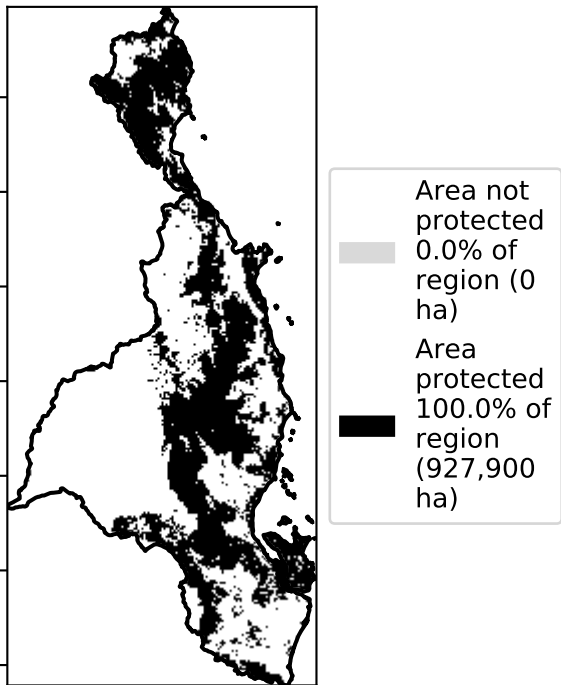 Area not
protected
0.0% of
region (0
ha)
Area
protected
100.0% of
region
(927,900
ha)